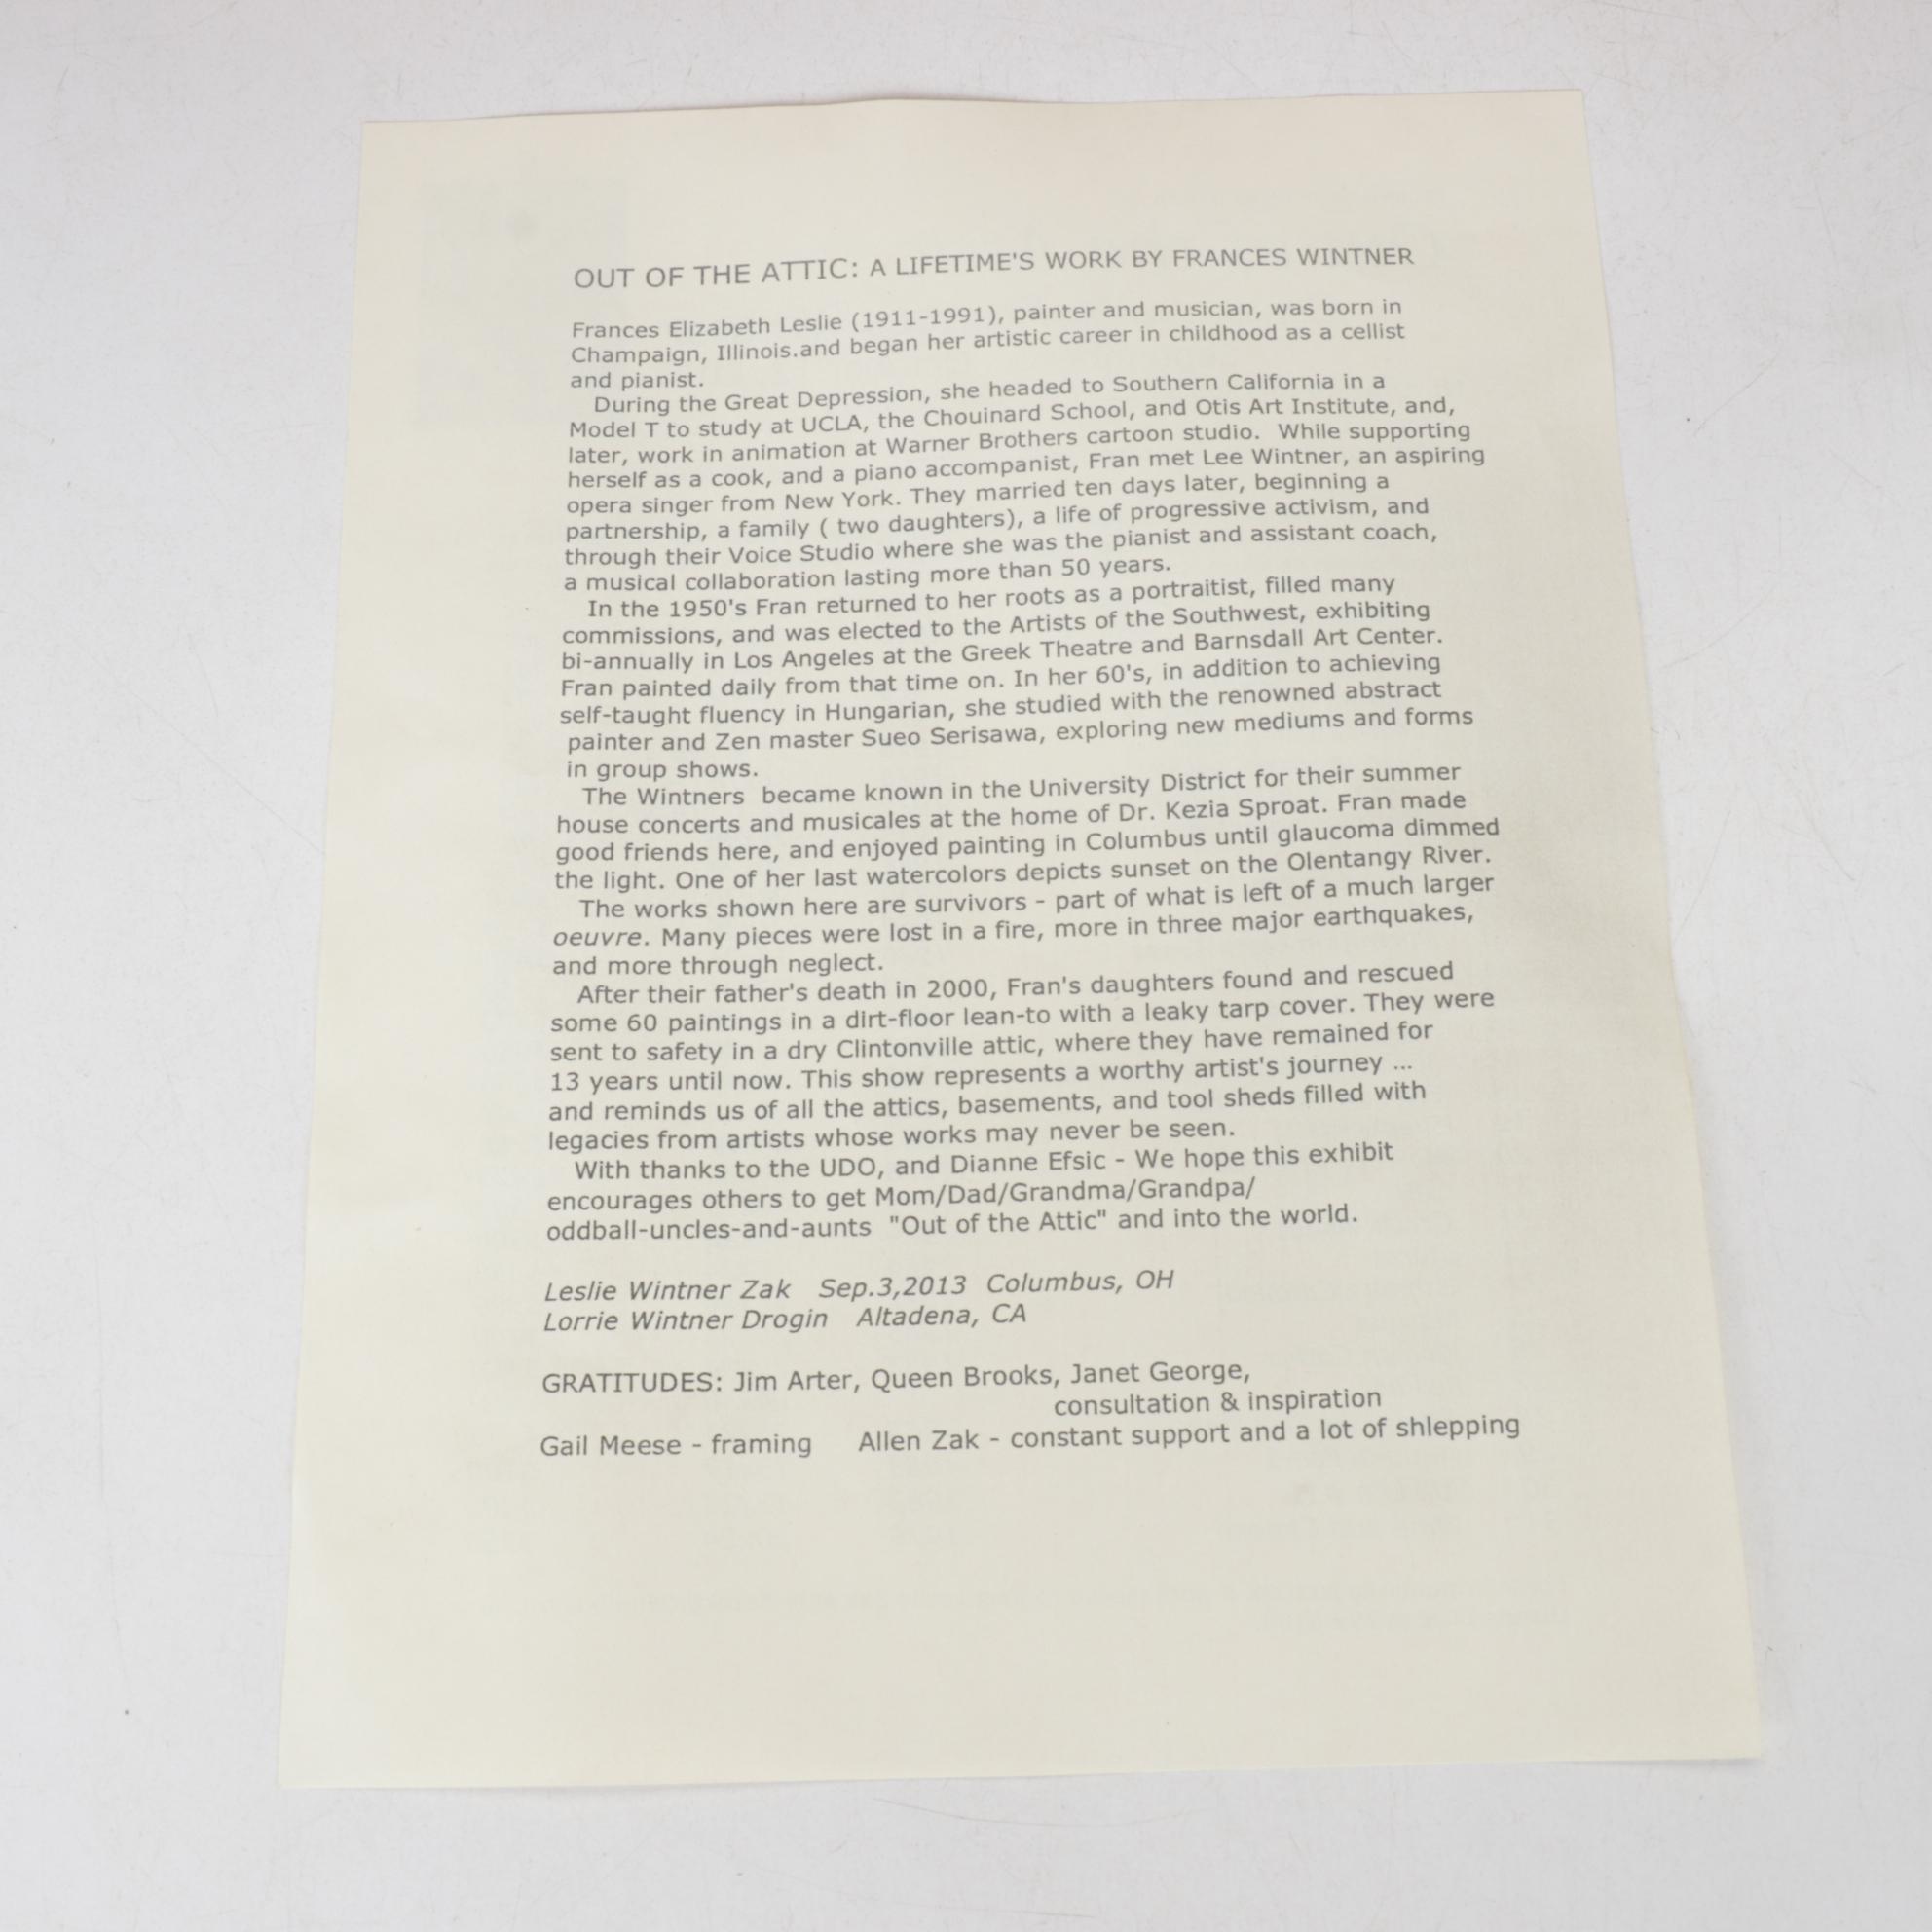 OUT OF THE ATTIC: A LIFETIME'S WORK BY FRANCES WINTNER
Frances Elizabeth Leslie (1911-1991), painter and musician, was born in
Champaign, Illinois.and began her artistic career in childhood as a cellist
and pianist.
During the Great Depression, she headed to Southern California in a
Model T to study at UCLA, the Chouinard School, and Otis Art Institute, and,
later, work in animation at Warner Brothers cartoon studio.  While supporting
herself as a cook, and a piano accompanist, Fran met Lee Wintner, an aspiring
opera singer from New York. They married ten days later, beginning a
partnership, a family ( two daughters), a life of progressive activism, and
through their Voice Studio where she was the pianist and assistant coach,
a musical collaboration lasting more than 50 years.
In the 1950's Fran returned to her roots as a portraitist, filled many
commissions, and was elected to the Artists of the Southwest, exhibiting
bi-annually in Los Angeles at the Greek Theatre and Barnsdall Art Center.
Fran painted daily from that time on. In her 60's, in addition to achieving
self-taught fluency in Hungarian, she studied with the renowned abstract
painter and Zen master Sueo Serisawa, exploring new mediums and forms
in group shows.
The Wintners  became known in the University District for their summer
house concerts and musicales at the home of Dr. Kezia Sproat. Fran made
good friends here, and enjoyed painting in Columbus until glaucoma dimmed
the light. One of her last watercolors depicts sunset on the Olentangy River.
The works shown here are survivors - part of what is left of a much larger
oeuvre. Many pieces were lost in a fire, more in three major earthquakes,
and more through neglect.
After their father's death in 2000, Fran's daughters found and rescued
some 60 paintings in a dirt-floor lean-to with a leaky tarp cover. They were
sent to safety in a dry Clintonville attic, where they have remained for
13 years until now. This show represents a worthy artist's journey ...
and reminds us of all the attics, basements, and tool sheds filled with
legacies from artists whose works may never be seen.
With thanks to the UDO, and Dianne Efsic - We hope this exhibit
encourages others to get Mom/Dad/Grandma/Grandpa/
oddball-uncles-and-aunts  "Out of the Attic" and into the world.
Leslie Wintner Zak   Sep.3,2013  Columbus, OH
Lorrie Wintner Drogin   Altadena, CA
GRATITUDES: Jim Arter, Queen Brooks, Janet George,
consultation & inspiration
Gail Meese - framing     Allen Zak - constant support and a lot of shlepping